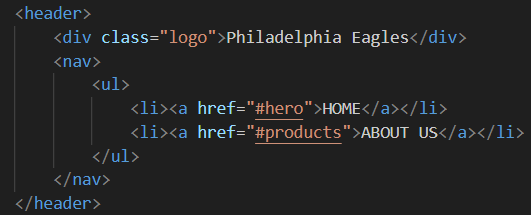 <header>
<div class="logo">Philadelphia Eagles</div>
<nav>
<ul>
<li><a href="#hero">HOME</a></li>
<li><a href="#products">ABOUT US</a></li>
</ul>
</nav>
</header>